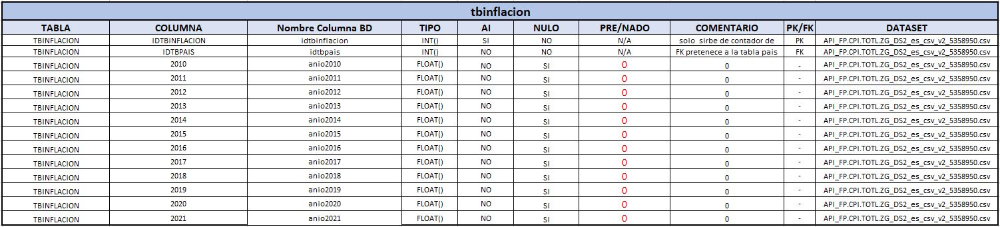 tbinflacion
TABLA COLUMNA Nombre Columna BD TIPO AI NULO PRE/NADO COMENTARIO PK/FK DATASET
TBINFLACION IDTBINFLACION idtbinflacion INT() SI NO N/A solo sirbe de contador de PK API_FP.CPI.TOTL.ZG_DS2_es_csv_v2_5358950.csv
TBINFLACION IDTBPAIS idtbpais INT() NO NO N/A FK pretenece a la tabla pais FK API_FP.CPI.TOTL.ZG_DS2_es_csv_v2_5358950.csv
TBINFLACION 2010 anio2010 FLOAT() NO SI 0 0 - API_FP.CPI.TOTL.ZG_DS2_es_csv_v2_5358950.csv
TBINFLACION 2011 anio2011 FLOAT() NO SI 0 0 - API_FP.CPI.TOTL.ZG_DS2_es_csv_v2_5358950.csv
TBINFLACION 2012 anio2012 FLOAT() NO SI 0 0 - API_FP.CPI.TOTL.ZG_DS2_es_csv_v2_5358950.csv
TBINFLACION 2013 anio2013 FLOAT() NO SI 0 0 - API_FP.CPI.TOTL.ZG_DS2_es_csv_v2_5358950.csv
TBINFLACION 2014 anio2014 FLOAT() NO SI 0 0 - API_FP.CPI.TOTL.ZG_DS2_es_csv_v2_5358950.csv
TBINFLACION 2015 anio2015 FLOAT() NO SI 0 0 - API_FP.CPI.TOTL.ZG_DS2_es_csv_v2_5358950.csv
TBINFLACION 2016 anio2016 FLOAT() NO SI 0 0 - API_FP.CPI.TOTL.ZG_DS2_es_csv_v2_5358950.csv
TBINFLACION 2017 anio2017 FLOAT() NO SI 0 0 - API_FP.CPI.TOTL.ZG_DS2_es_csv_v2_5358950.csv
TBINFLACION 2018 anio2018 FLOAT() NO SI 0 0 - API_FP.CPI.TOTL.ZG_DS2_es_csv_v2_5358950.csv
TBINFLACION 2019 anio2019 FLOAT() NO SI 0 0 - API_FP.CPI.TOTL.ZG_DS2_es_csv_v2_5358950.csv
TBINFLACION 2020 anio2020 FLOAT() NO SI 0 0 - API_FP.CPI.TOTL.ZG_DS2_es_csv_v2_5358950.csv
TBINFLACION 2021 anio2021 FLOAT() NO SI 0 0 - API_FP.CPI.TOTL.ZG_DS2_es_csv_v2_5358950.csv